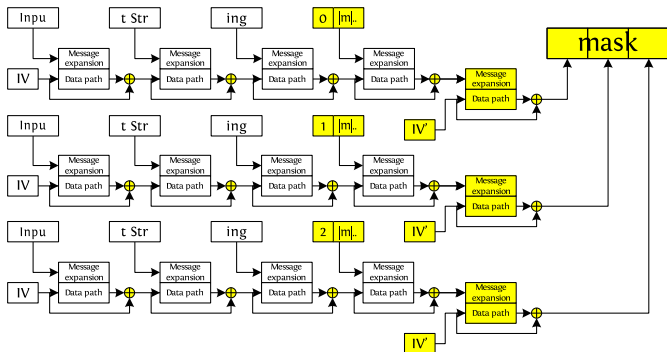 Inpu t Str ing 0 |m|.. mask
Message expansion Message expansion Message expansion Message expansion Message expansion
IV Data path Data path Data path Data path Data path
IV'
Inpu t Str ing 1 |m|..
Message expansion Message expansion Message expansion Message expansion Message expansion
IV Data path Data path Data path Data path Data path
IV'
Inpu t Str ing 2 |m|..
Message expansion Message expansion Message expansion Message expansion Message expansion
IV Data path Data path Data path Data path Data path
IV'